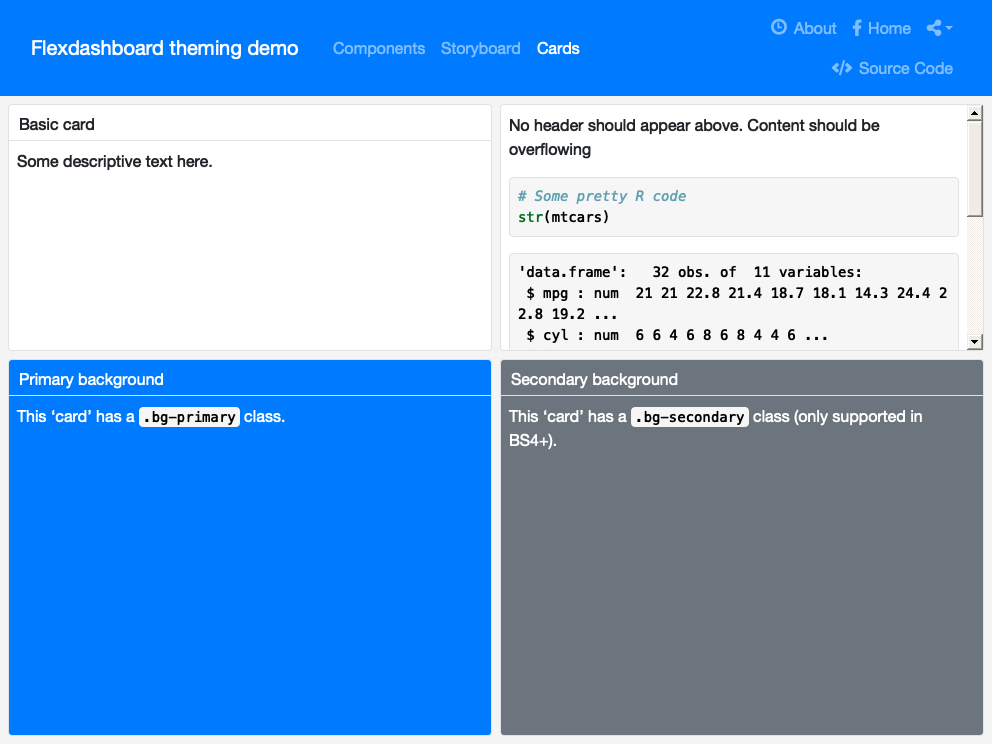 Flexdashboard theming demo
Components
Storyboard
Cards
About
Home
Source Code
Basic card
Some descriptive text here.
No header should appear above. Content should be
overflowing
# Some pretty R code
str(mtcars)
'data.frame':   32 obs. of  11 variables:
 $ mpg : num  21 21 22.8 21.4 18.7 18.1 14.3 24.4 2
2.8 19.2 ...
 $ cyl : num  6 6 4 6 8 6 8 4 4 6 ...
Primary background
This ‘card’ has a .bg-primary class.
Secondary background
This ‘card’ has a .bg-secondary class (only supported in
BS4+).